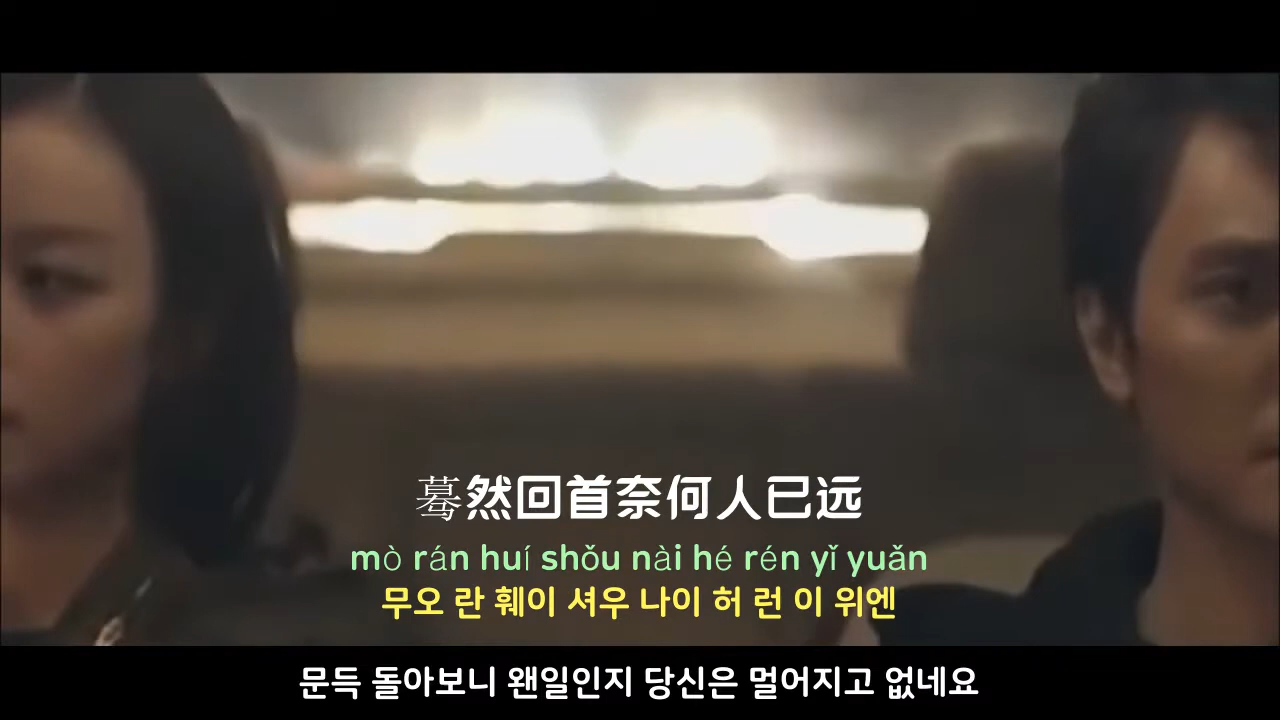 蓦然回首奈何人已远
mò rán huí shǒu nài hé rén yǐ yuǎn
무오 란 훼이 셔우 나이 허 런 이 위엔
문득 돌아보니 왠일인지 당신은 멀어지고 없네요